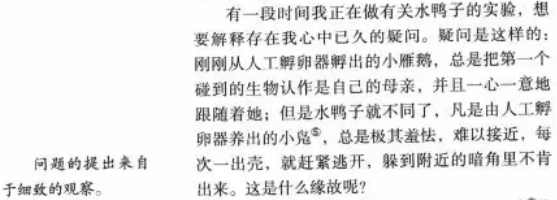 有一段时间我正在做有关水鸭子的实验，想
要解释存在我心中已久的疑问。疑问是这样的：
刚刚从人工孵卵器孵出的小雁鹅，总是把第一个
碰到的生物认作是自己的母亲，并且一心一意地
跟随着她；但是水鸭子就不同了，凡是由人工孵
卵器养出的小凫⑤，总是极其羞怯，难以接近，每
次一出壳，就赶紧逃开，躲到附近的暗角里不肯
出来。这是什么缘故呢？
问题的提出来自
于细致的观察。